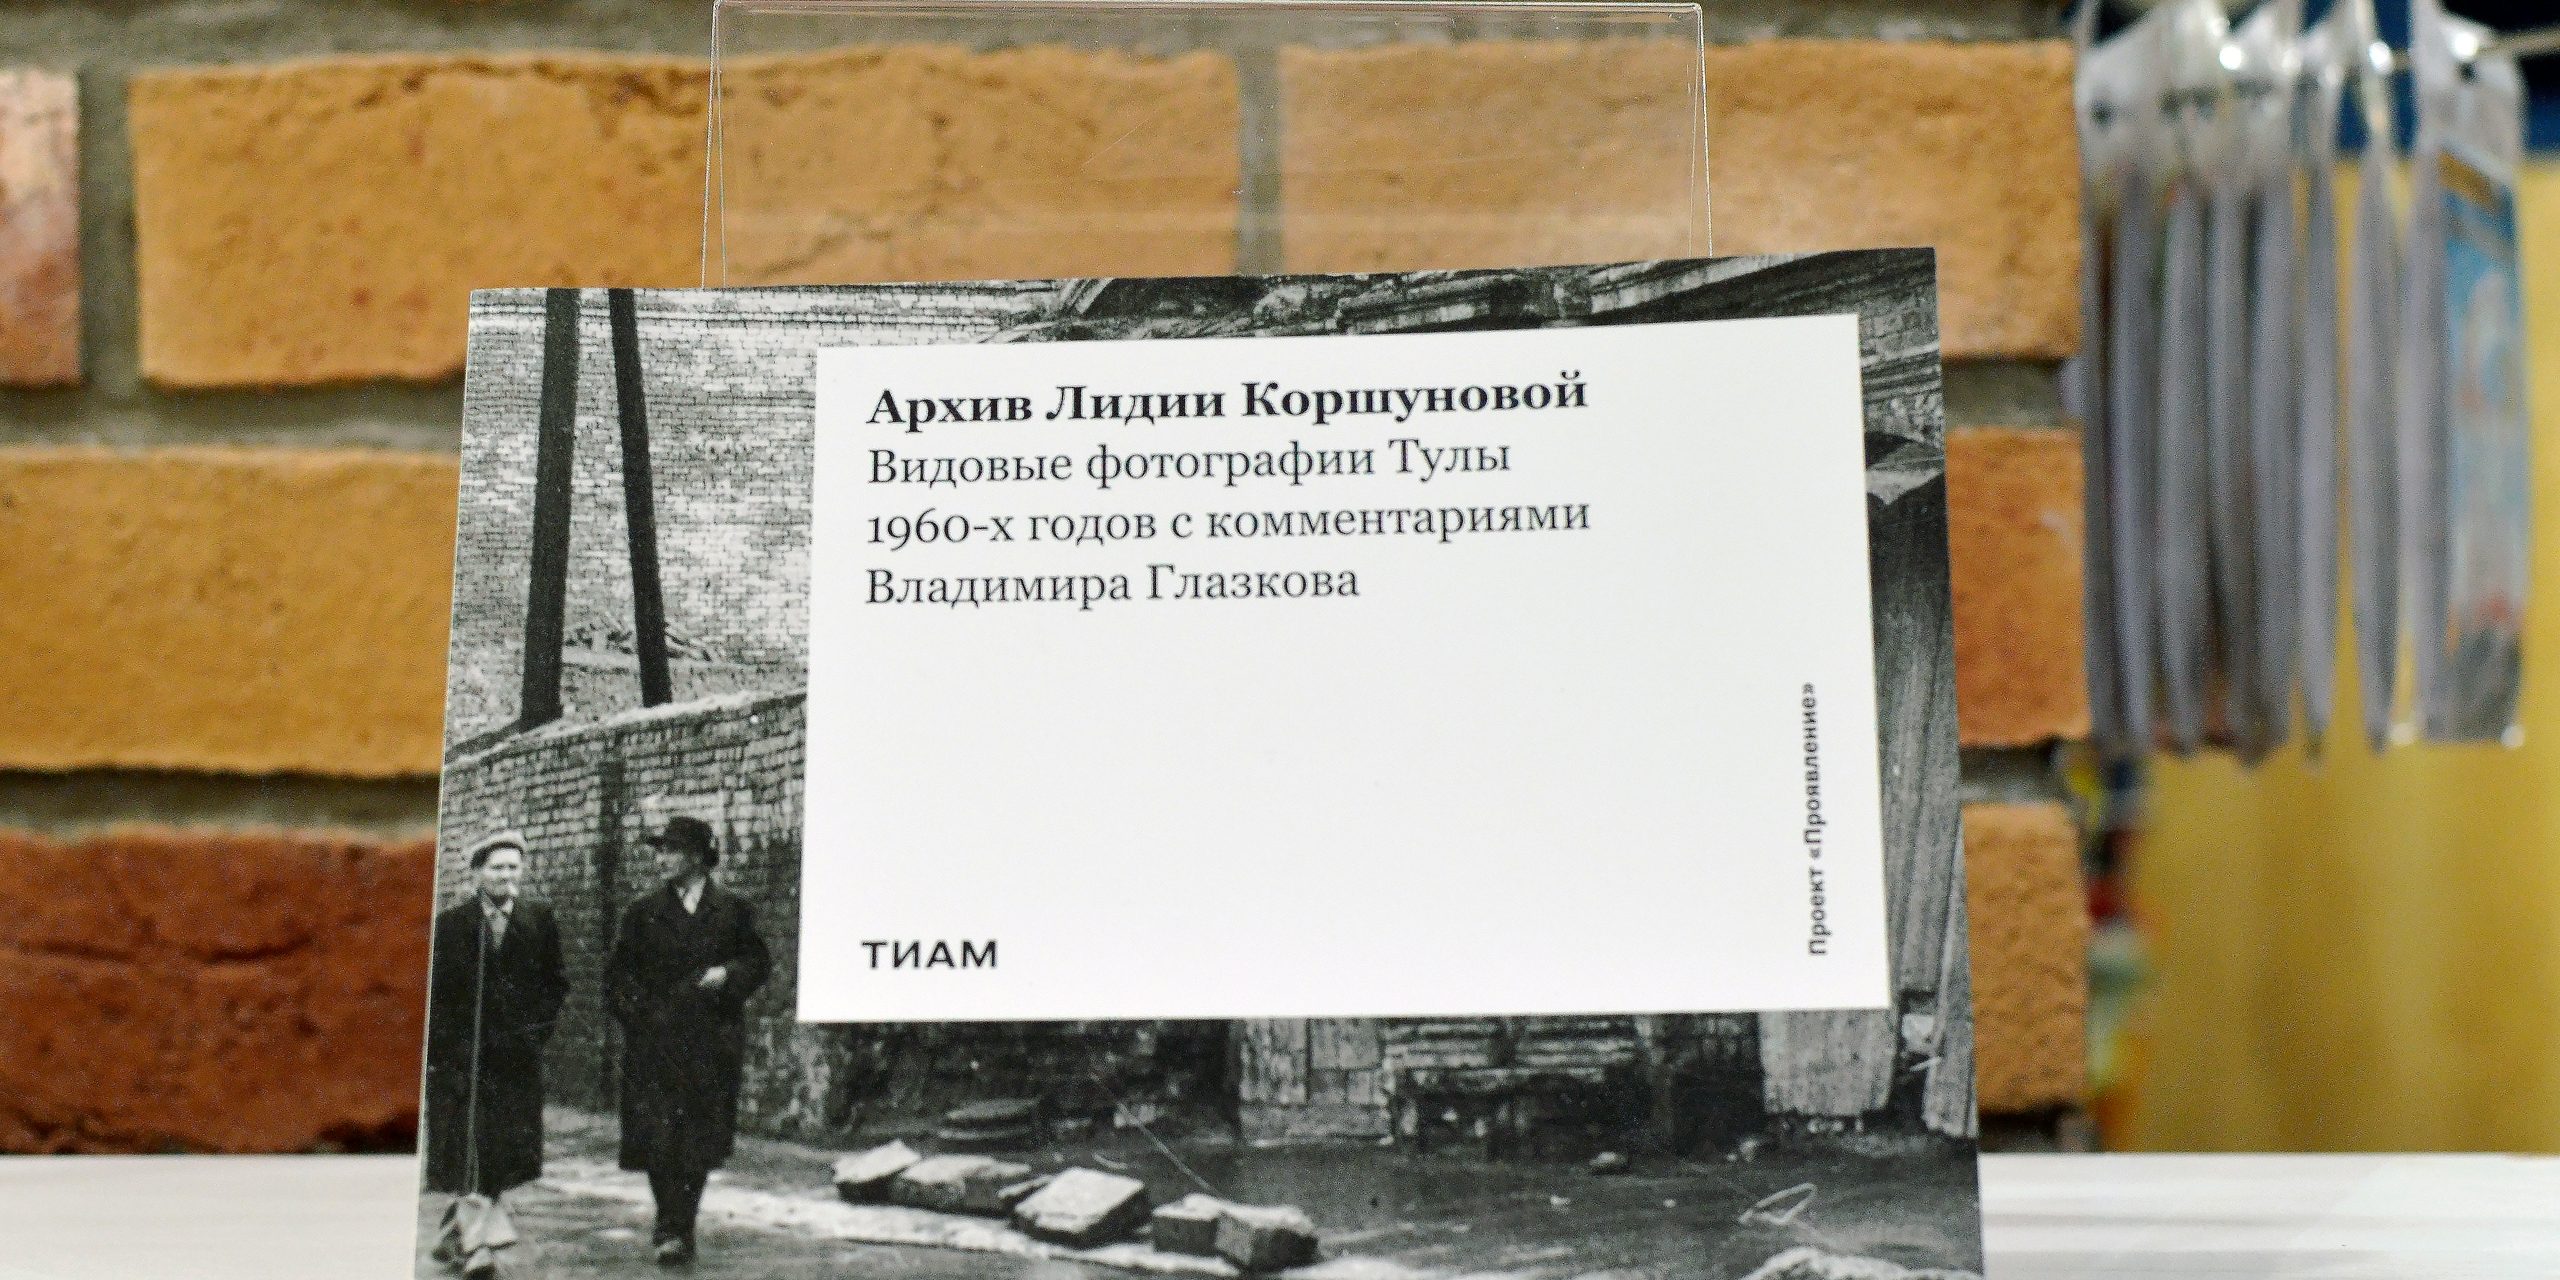 Архив Лидии Коршуновой
Видовые фотографии Тулы
1960-х годов с комментариями
Владимира Глазкова
Проект «Проявление»
ТИАМ